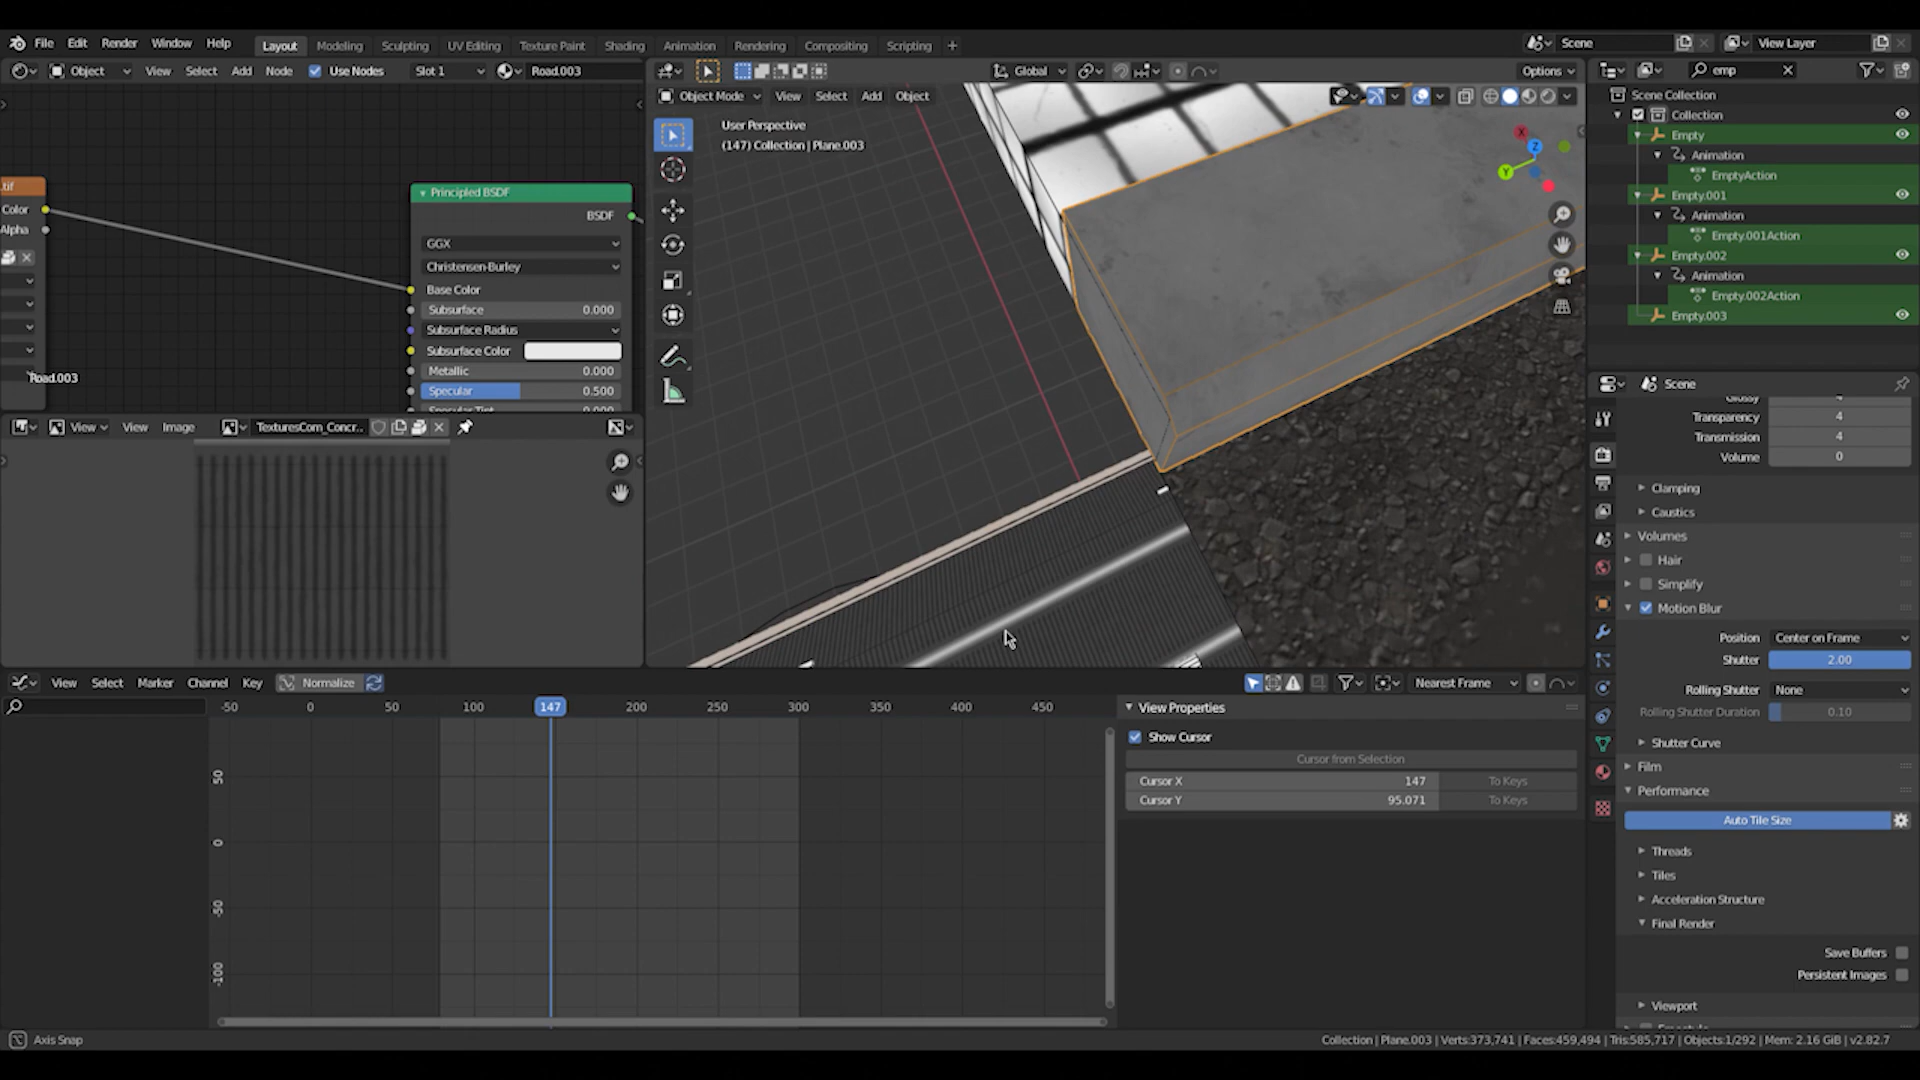 File Edit Render Window Help Layout Modeling Sculpting UV Editing Texture Paint Shading Animation Rendering Compositing Scripting + Scene View Layer
Object View Select Add Node Use Nodes Slot 1 Road.003 Global Options emp
Object Mode View Select Add Object
User Perspective
(147) Collection | Plane.003
X
Z
Y
.tif
Color
Alpha
Road.003
Principled BSDF
BSDF
GGX
Christensen-Burley
Base Color
Subsurface 0.000
Subsurface Radius
Subsurface Color
Metallic 0.000
Specular 0.500
Specular Tint 0.000
View View Image TexturesCom_Concr..
Scene Collection
Collection
Empty
Animation
EmptyAction
Empty.001
Animation
Empty.001Action
Empty.002
Animation
Empty.002Action
Empty.003
Scene
Glossy 4
Transparency 4
Transmission 4
Volume 0
Clamping
Caustics
Volumes
Hair
Simplify
Motion Blur
Position Center on Frame
Shutter 2.00
Rolling Shutter None
Rolling Shutter Duration 0.10
Shutter Curve
Film
Performance
Auto Tile Size
Threads
Tiles
Acceleration Structure
Final Render
Save Buffers
Persistent Images
Viewport
View Select Marker Channel Key Normalize Nearest Frame
-50 0 50 100 147 200 250 300 350 400 450
50
0
-50
-100
View Properties
Show Cursor
Cursor from Selection
Cursor X 147 To Keys
Cursor Y 95.071 To Keys
Axis Snap
Collection | Plane.003 | Verts:373,741 | Faces:459,494 | Tris:585,717 | Objects:1/292 | Mem: 2.16 GiB | v2.82.7